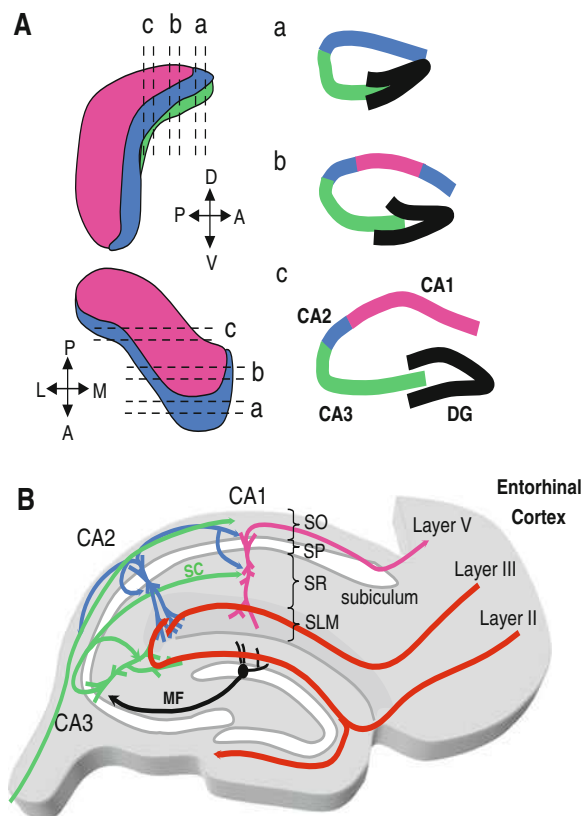 A
c b a
D
P A
V
P
L M
A
c
b
a
a
b
c
CA1
CA2
CA3
DG
B
CA1
CA2
SC
CA3
MF
SO
SP
SR
SLM
subiculum
Entorhinal
Cortex
Layer V
Layer III
Layer II